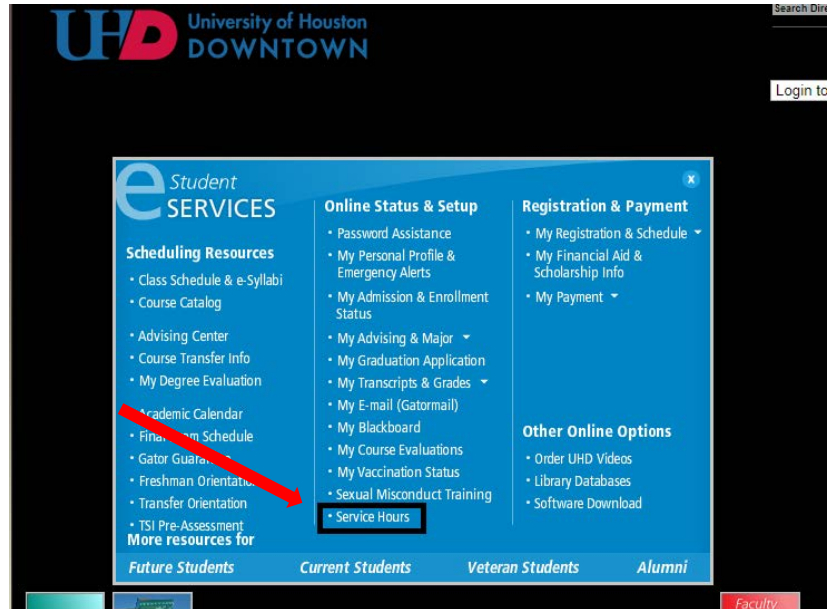 UHD University of Houston
DOWNTOWN
Search Dire
Login to
e Student
SERVICES
x
Scheduling Resources
• Class Schedule & e-Syllabi
• Course Catalog
• Advising Center
• Course Transfer Info
• My Degree Evaluation
Academic Calendar
• Fina am Schedule
• Gator Guaran
• Freshman Orientatio
• Transfer Orientation
• TSI Pre-Assessment
Online Status & Setup
• Password Assistance
• My Personal Profile &
Emergency Alerts
• My Admission & Enrollment
Status
• My Advising & Major
• My Graduation Application
• My Transcripts & Grades
• My E-mail (Gatormail)
• My Blackboard
• My Course Evaluations
• My Vaccination Status
• Sexual Misconduct Training
• Service Hours
Registration & Payment
• My Registration & Schedule
• My Financial Aid &
Scholarship Info
• My Payment
Other Online Options
• Order UHD Videos
• Library Databases
• Software Download
More resources for
Future Students Current Students Veteran Students Alumni
Faculty